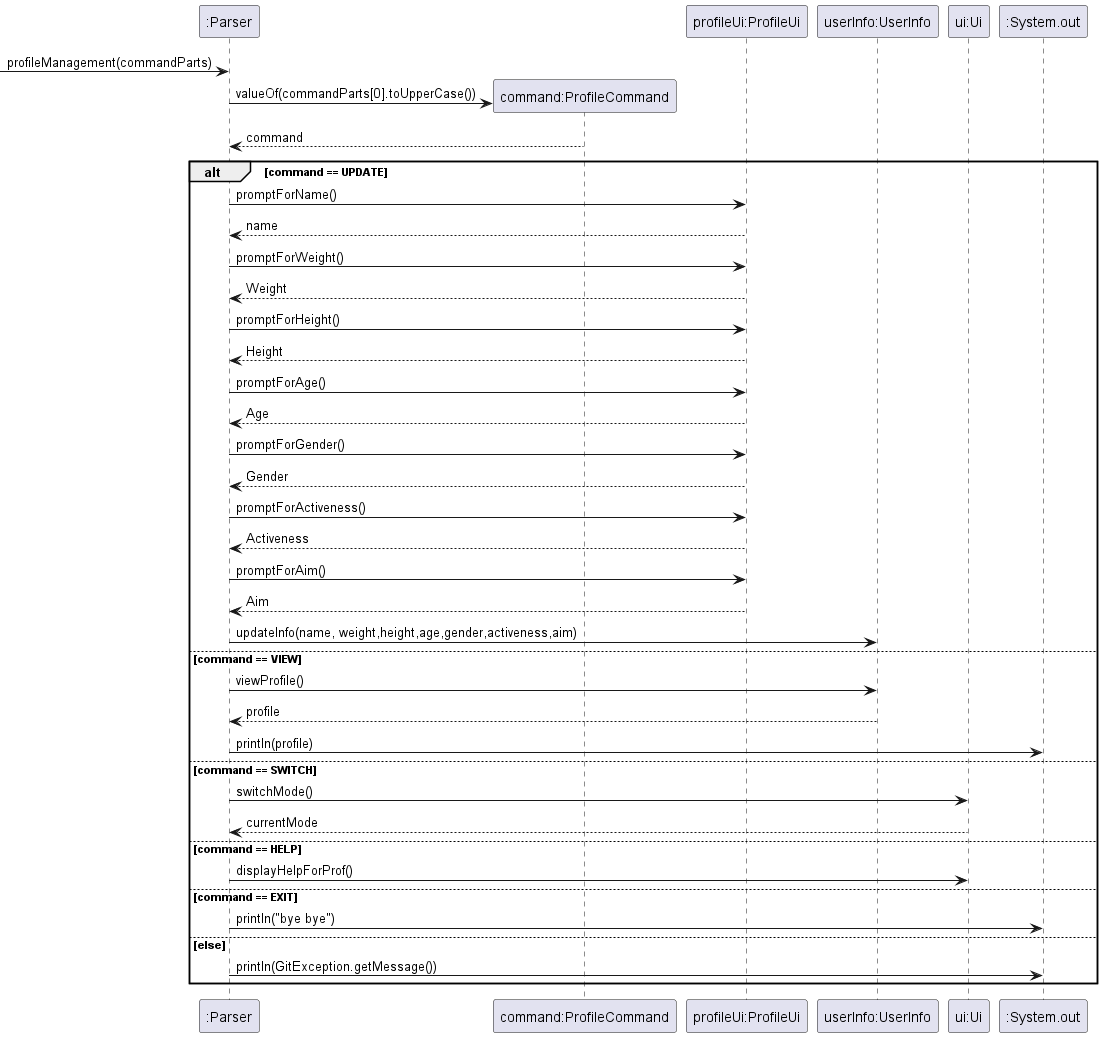 :Parser
profileUi:ProfileUi
userInfo:UserInfo
ui:Ui
:System.out
profileManagement(commandParts)
valueOf(commandParts[0].toUpperCase())
command:ProfileCommand
command
alt
[command == UPDATE]
promptForName()
name
promptForWeight()
Weight
promptForHeight()
Height
promptForAge()
Age
promptForGender()
Gender
promptForActiveness()
Activeness
promptForAim()
Aim
updateInfo(name, weight,height,age,gender,activeness,aim)
[command == VIEW]
viewProfile()
profile
println(profile)
[command == SWITCH]
switchMode()
currentMode
[command == HELP]
displayHelpForProf()
[command == EXIT]
println("bye bye")
[else]
println(GitException.getMessage())
:Parser
command:ProfileCommand
profileUi:ProfileUi
userInfo:UserInfo
ui:Ui
:System.out